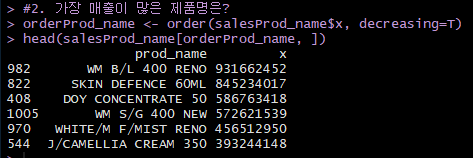 > #2. 가장 매출이 많은 제품명은?
> orderProd_name <- order(salesProd_name$x, decreasing=T)
> head(salesProd_name[orderProd_name, ])
prod_name x
982 WM B/L 400 RENO 931662452
822 SKIN DEFENCE 60ML 845234017
408 DOY CONCENTRATE 50 586763418
1005 WM S/G 400 NEW 572621539
970 WHITE/M F/MIST RENO 456512950
544 J/CAMELLIA CREAM 350 393244148
>